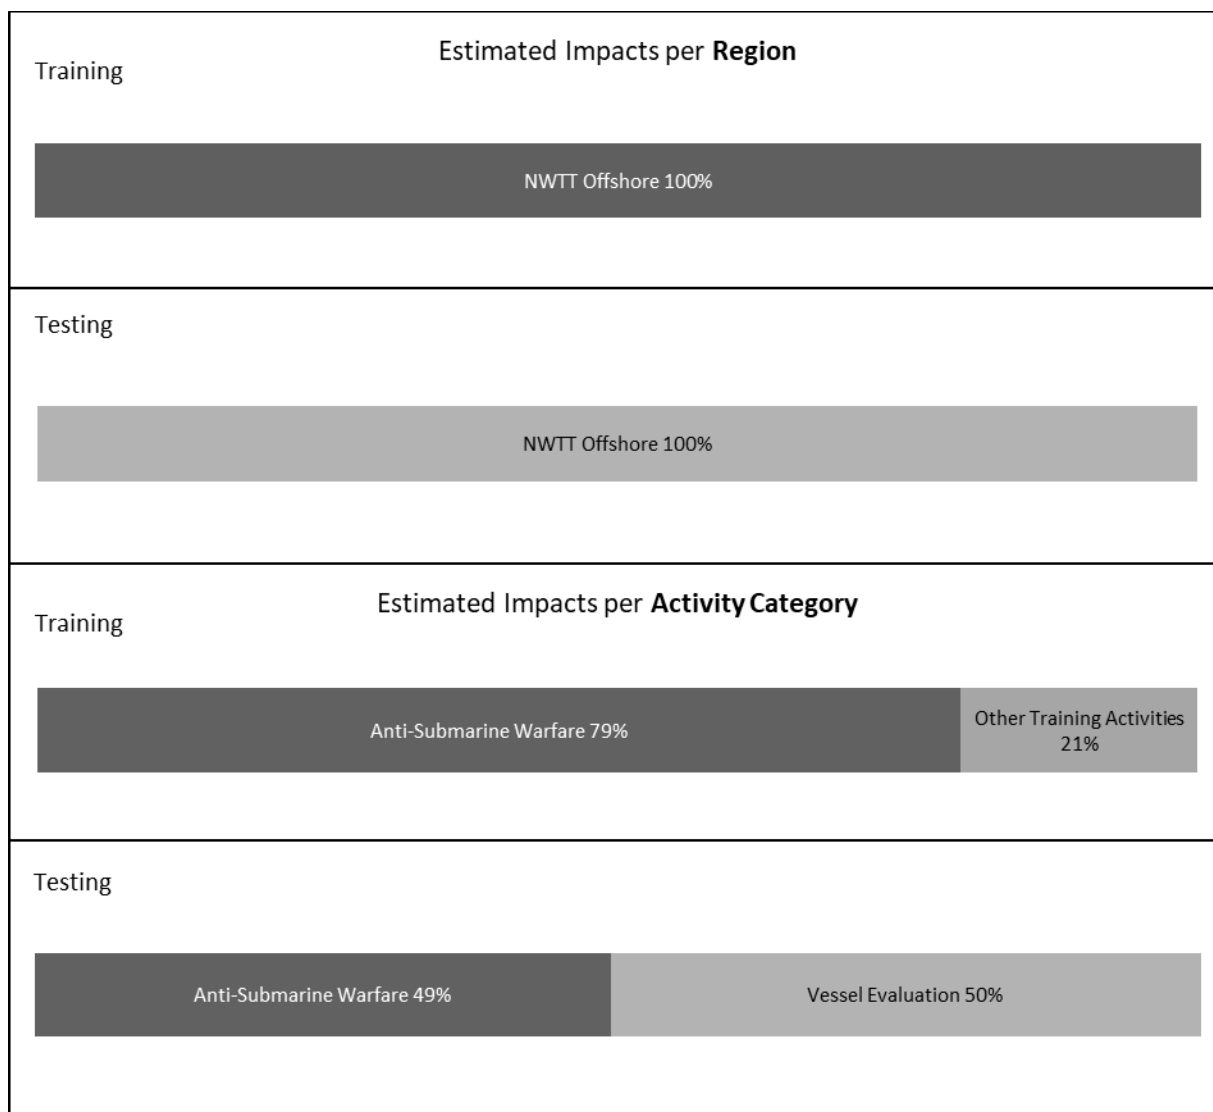 Estimated Impacts per Region
Training
NWTT Offshore 100%
Testing
NWTT Offshore 100%
Estimated Impacts per Activity Category
Training
Anti-Submarine Warfare 79%
Other Training Activities
21%
Testing
Anti-Submarine Warfare 49%
Vessel Evaluation 50%